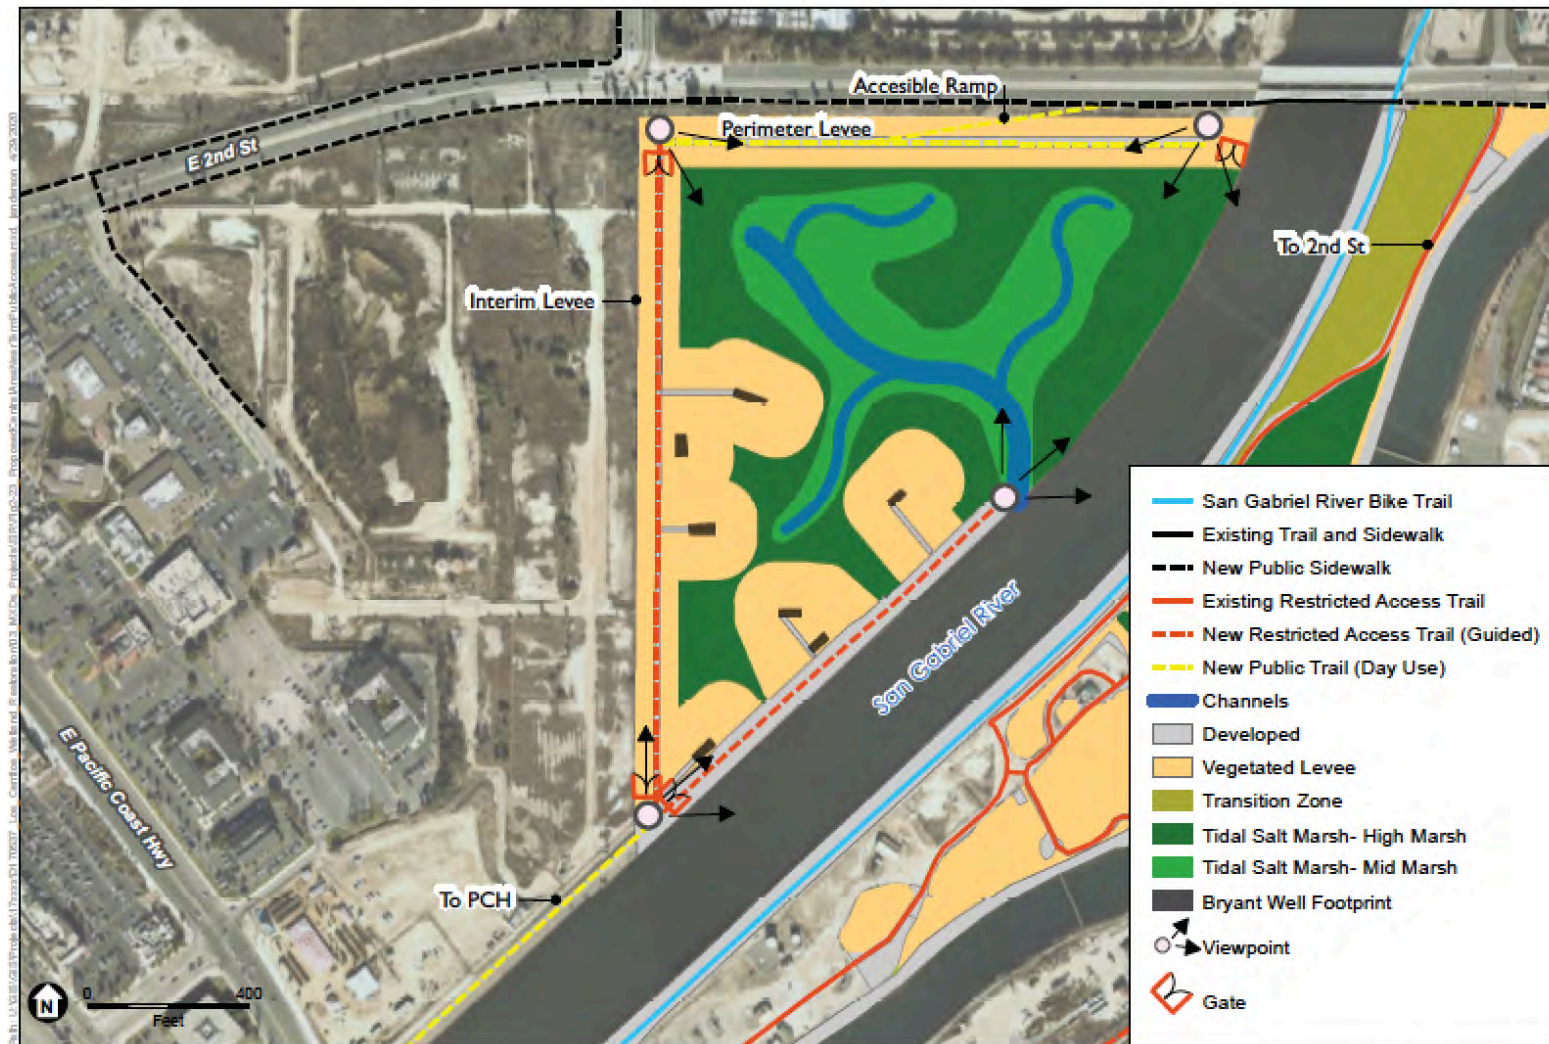 Accesible Ramp
Perimeter Levee
E 2nd St
To 2nd St
Interim Levee
San Gabriel River
E Pacific Coast Hwy
To PCH
San Gabriel River Bike Trail
Existing Trail and Sidewalk
New Public Sidewalk
Existing Restricted Access Trail
New Restricted Access Trail (Guided)
New Public Trail (Day Use)
Channels
Developed
Vegetated Levee
Transition Zone
Tidal Salt Marsh- High Marsh
Tidal Salt Marsh- Mid Marsh
Bryant Well Footprint
Viewpoint
Gate
N
0 400
Feet